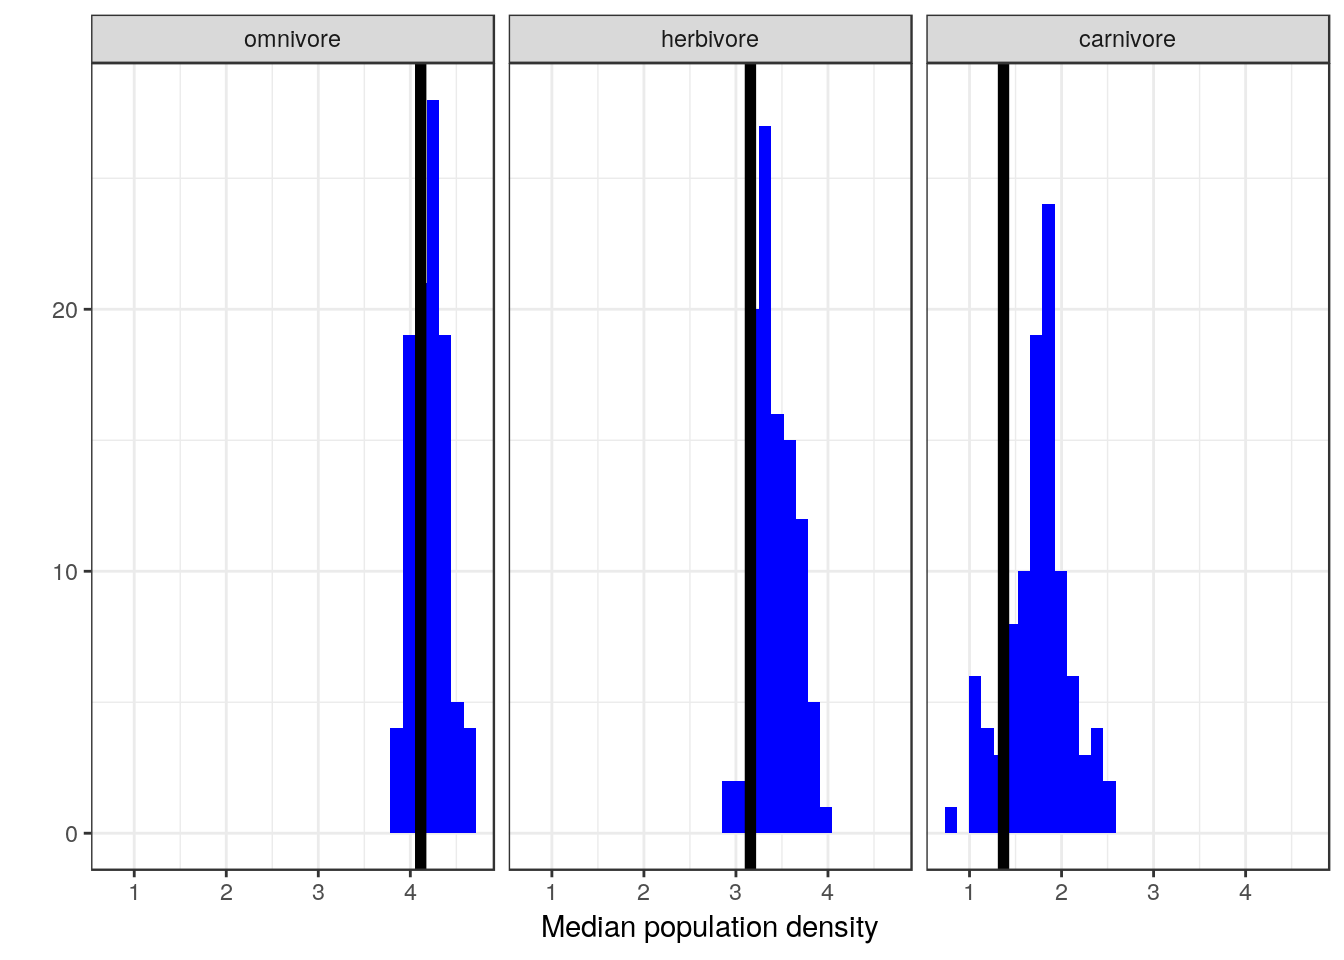 omnivore herbivore carnivore
20
10
0
1 2 3 4 1 2 3 4 1 2 3 4
Median population density